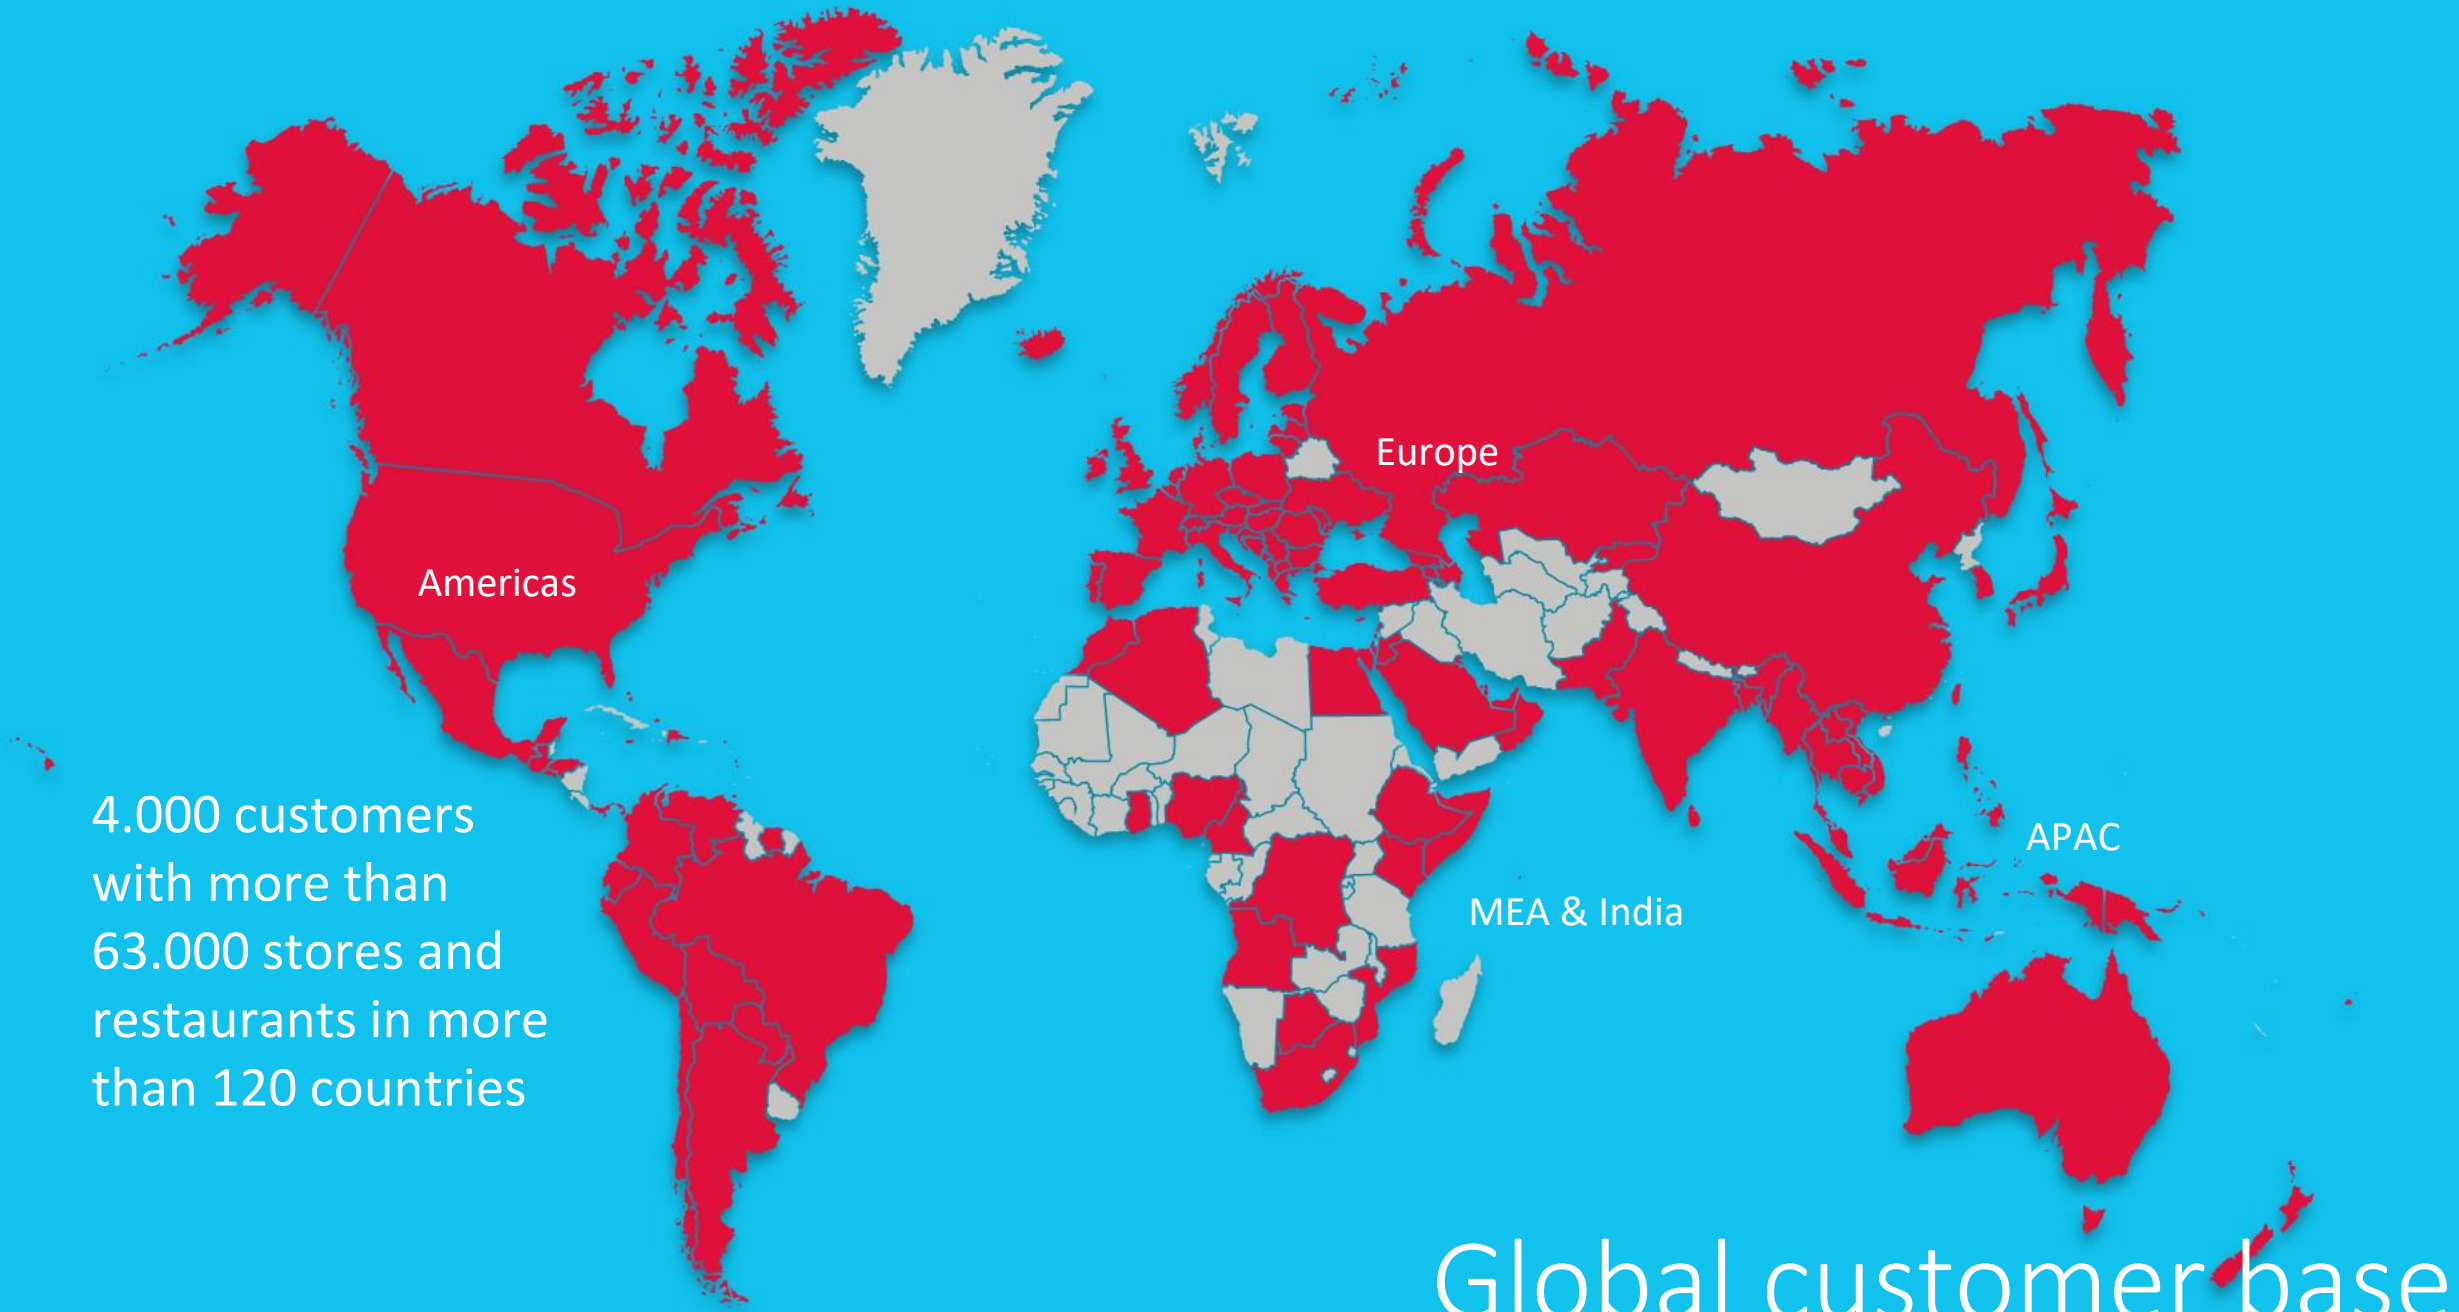 Europe
Americas
4.000 customers
with more than
63.000 stores and
restaurants in more
than 120 countries
APAC
MEA & India
Global customer base